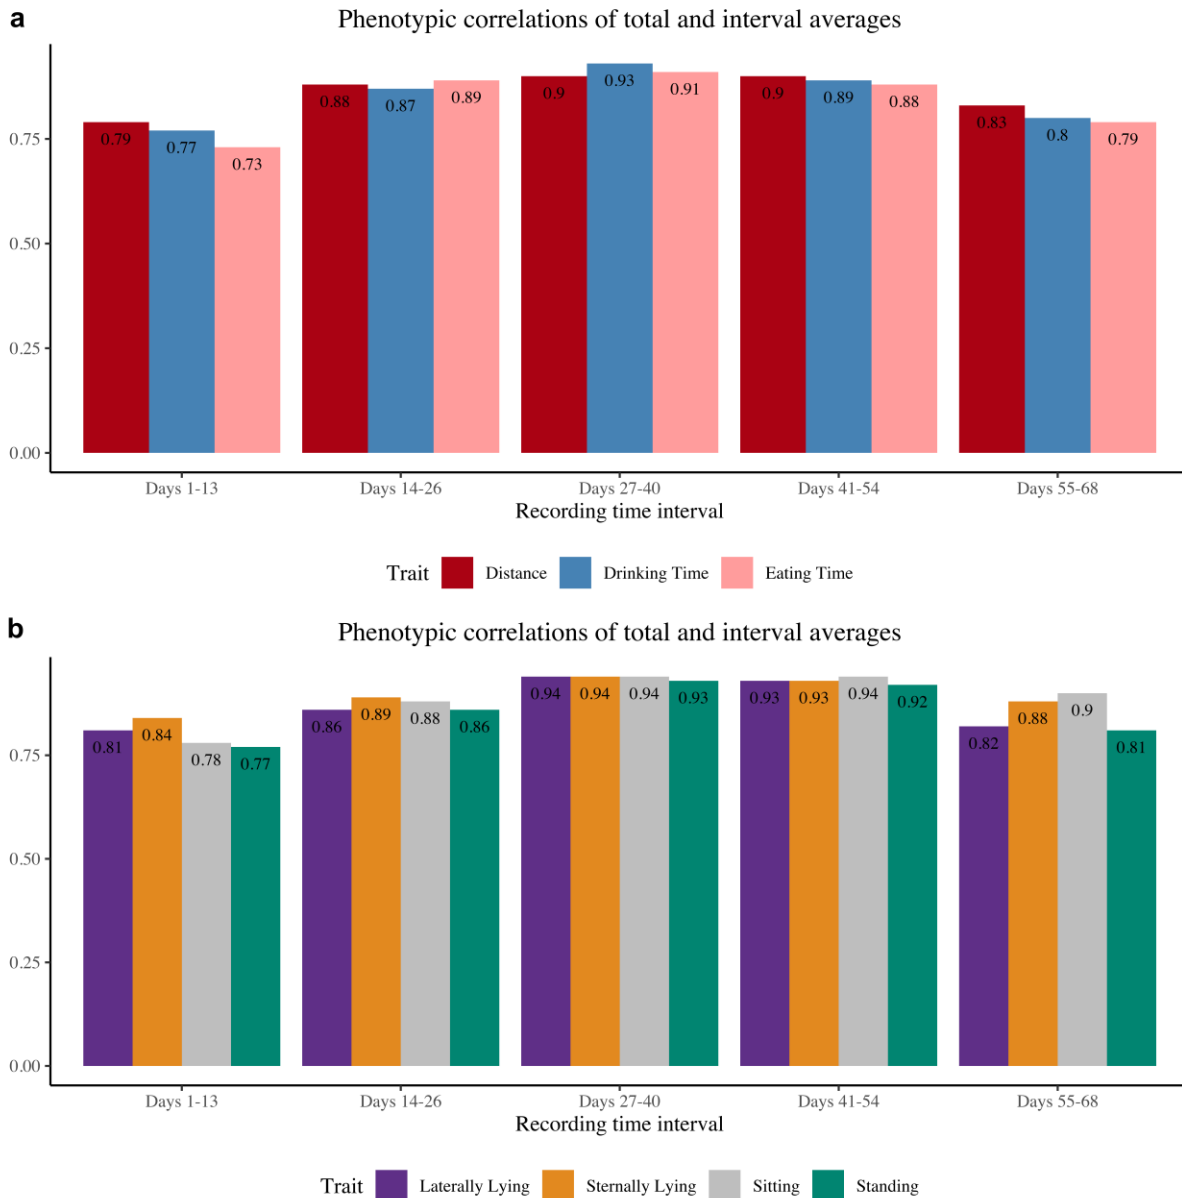 a
Phenotypic correlations of total and interval averages
0.79 0.77 0.73 0.88 0.87 0.89 0.9 0.93 0.91 0.9 0.89 0.88 0.83 0.8 0.79
0.75
0.50
0.25
0.00
Days 1-13 Days 14-26 Days 27-40 Days 41-54 Days 55-68
Recording time interval
Trait Distance Drinking Time Eating Time
b
Phenotypic correlations of total and interval averages
0.81 0.84 0.78 0.77 0.86 0.89 0.88 0.86 0.94 0.94 0.94 0.93 0.93 0.93 0.94 0.92 0.82 0.88 0.9 0.81
0.75
0.50
0.25
0.00
Days 1-13 Days 14-26 Days 27-40 Days 41-54 Days 55-68
Recording time interval
Trait Laterally Lying Sternally Lying Sitting Standing